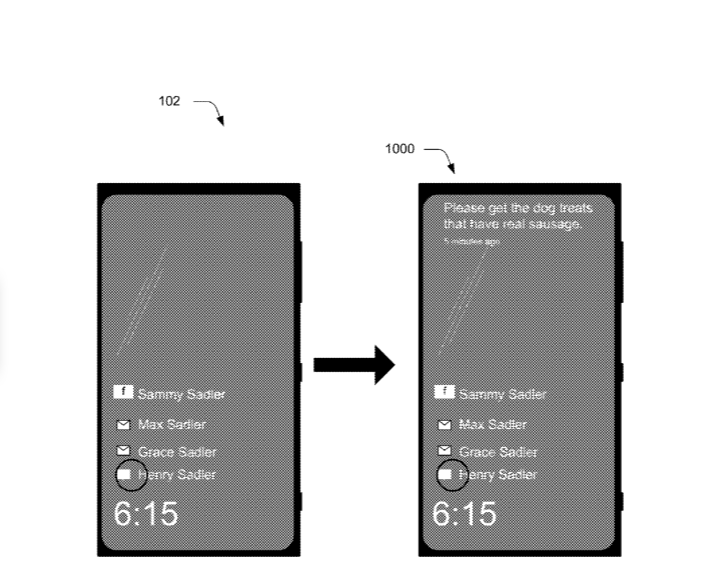 102
1000
Please get the dog treats
that have real sausage.
5 minutes ago
f Sammy Sadler
Max Sadler
Grace Sadler
Henry Sadler
6:15
f Sammy Sadler
Max Sadler
Grace Sadler
Henry Sadler
6:15